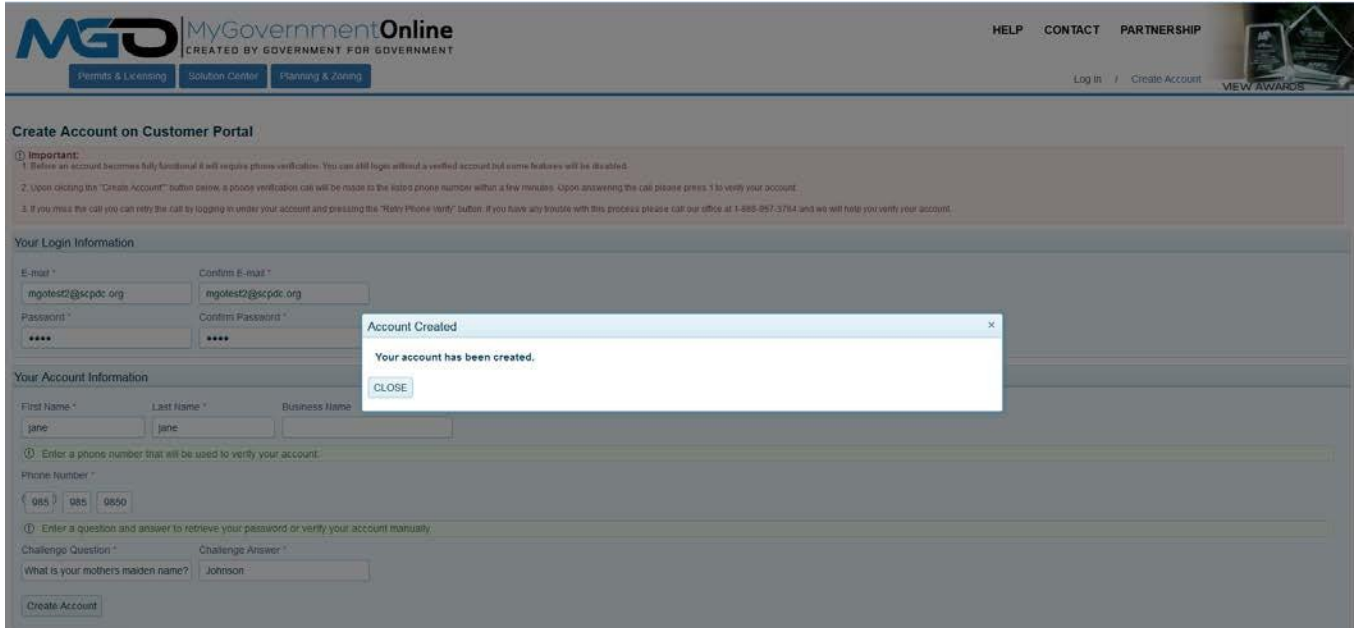 MGO MyGovernmentOnline
CREATED BY GOVERNMENT FOR GOVERNMENT
HELP CONTACT PARTNERSHIP
Permits & Licensing Solution Center Planning & Zoning
Log In / Create Account
VIEW AWARDS
Create Account on Customer Portal
Important:
1. Before an account becomes fully functional it will require phone verification. You can still login without a verified account but some features will be disabled.
2. Upon clicking the "Create Account" button below, a phone verification call will be made to the listed phone number within a few minutes. Upon answering the call please press 1 to verify your account.
3. If you miss the call you can retry the call by logging in under your account and pressing the "Retry Phone Verify" button. If you have any trouble with this process please call our office at 1-866-957-3764 and we will help you verify your account.
Your Login Information
E-mail * Confirm E-mail *
mgotest2@scpdc.org mgotest2@scpdc.org
Password * Confirm Password *
•••• ••••
Account Created ×
Your account has been created.
CLOSE
Your Account Information
First Name * Last Name * Business Name
jane jane
Enter a phone number that will be used to verify your account.
Phone Number *
( 985 ) 985 9850
Enter a question and answer to retrieve your password or verify your account manually.
Challenge Question * Challenge Answer *
What is your mothers maiden name? Johnson
Create Account